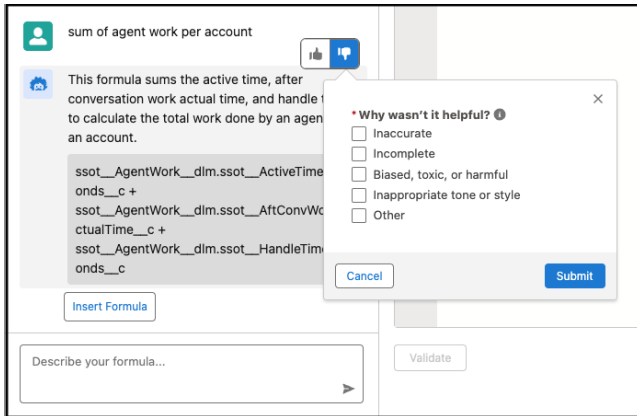 sum of agent work per account
This formula sums the active time, after
conversation work actual time, and handle
to calculate the total work done by an agen
an account.
ssot__AgentWork__dlm.ssot__ActiveTime
onds__c +
ssot__AgentWork__dlm.ssot__AftConvWo
ctualTime__c +
ssot__AgentWork__dlm.ssot__HandleTime
onds__c
Insert Formula
Describe your formula...
* Why wasn't it helpful?
Inaccurate
Incomplete
Biased, toxic, or harmful
Inappropriate tone or style
Other
Cancel
Submit
Validate